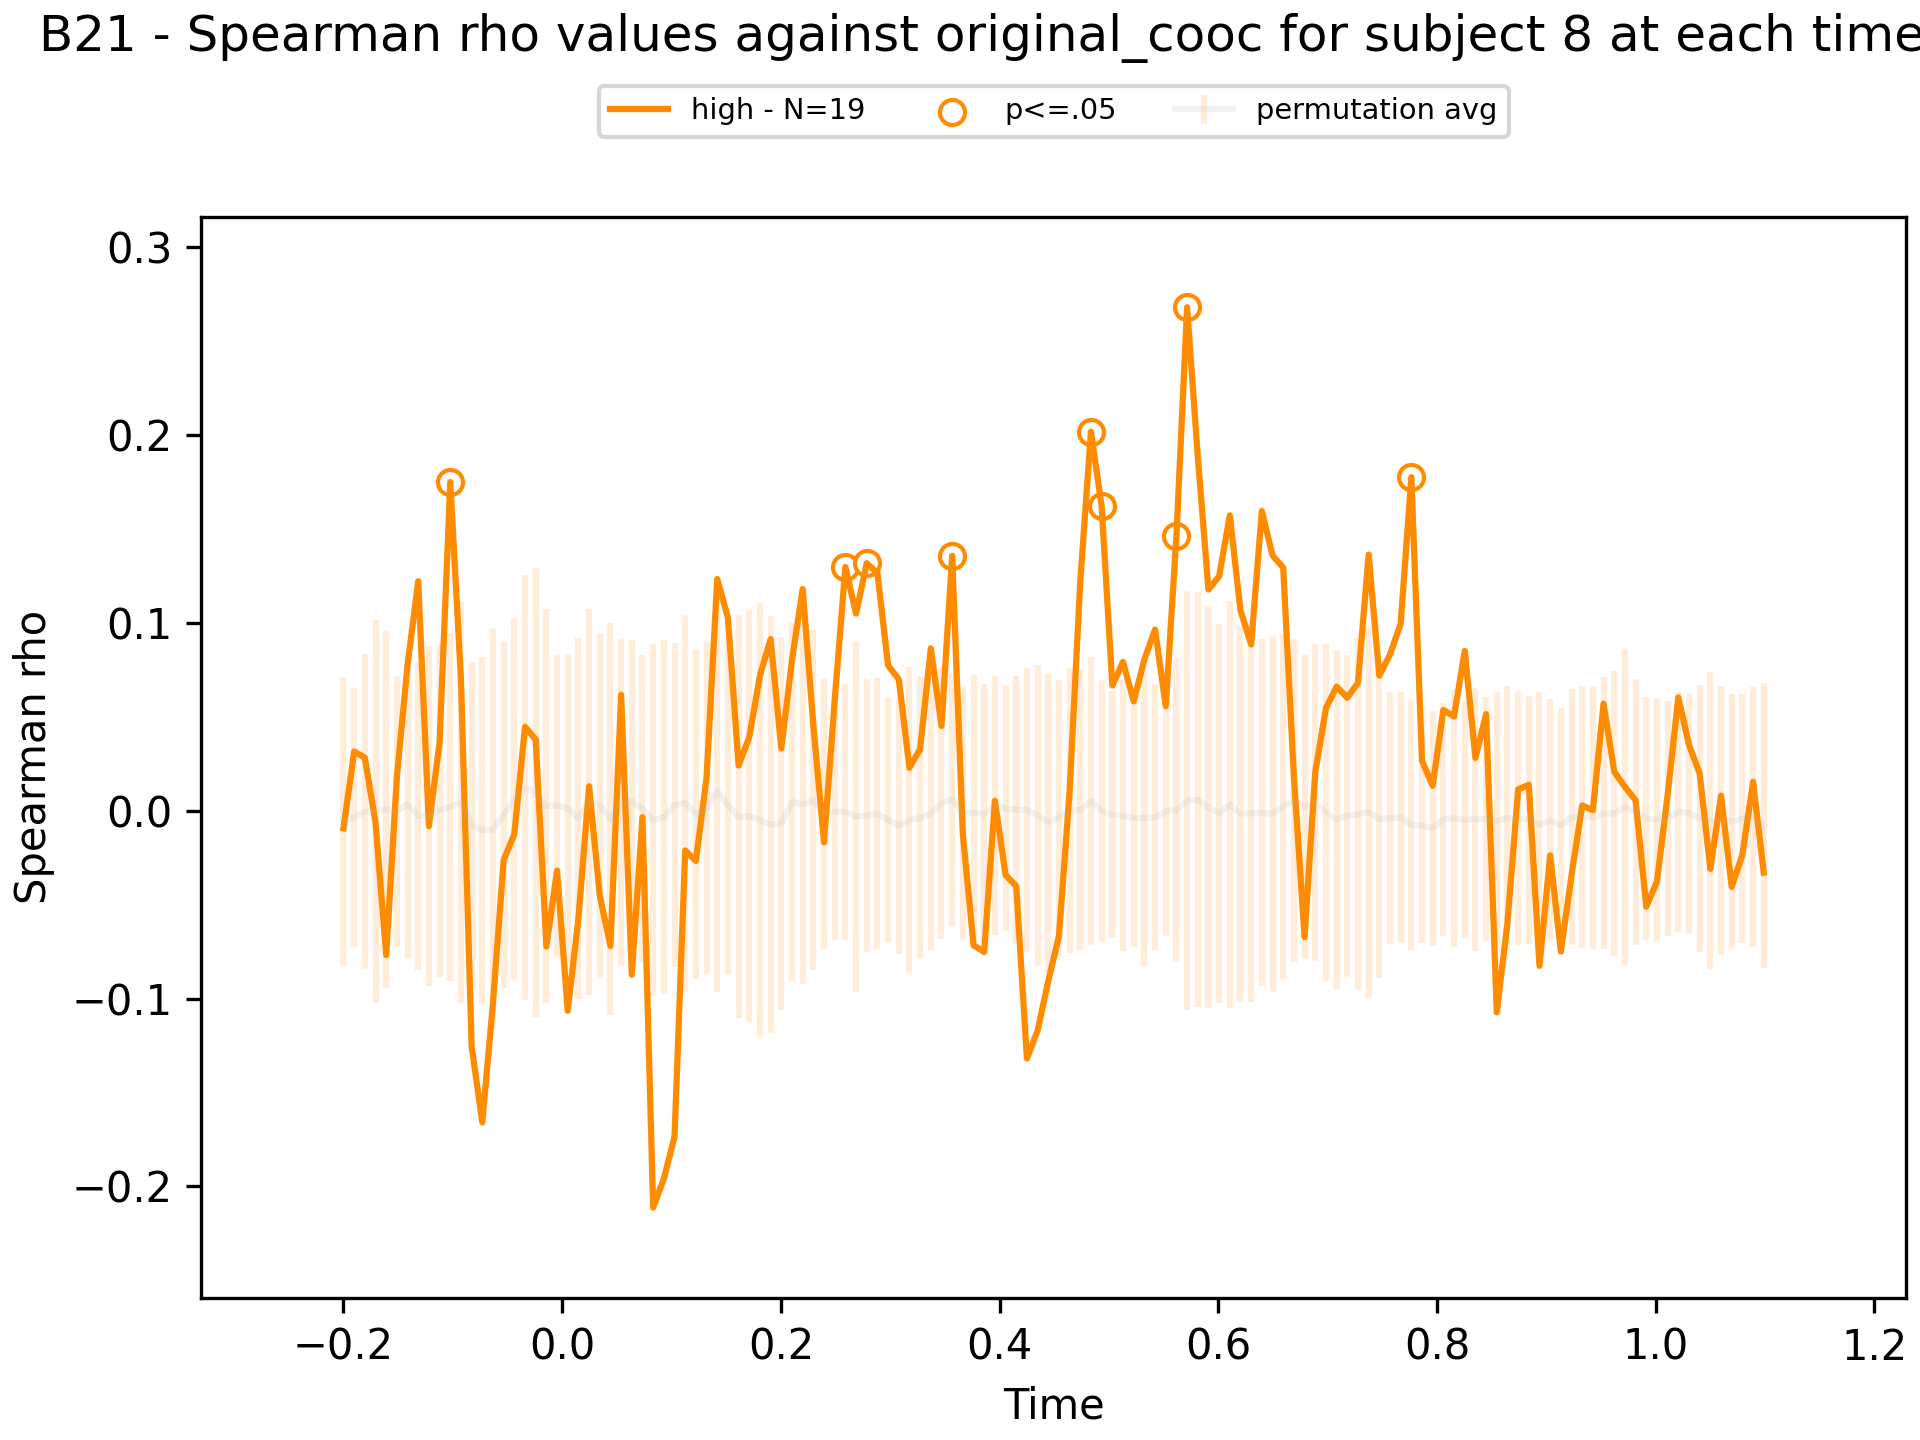 B21 - Spearman rho values against original_cooc for subject 8 at each time
high - N=19
p<=.05
permutation avg
0.3
0.2
0.1
0.0
−0.1
−0.2
Spearman rho
−0.2 0.0 0.2 0.4 0.6 0.8 1.0 1.2
Time